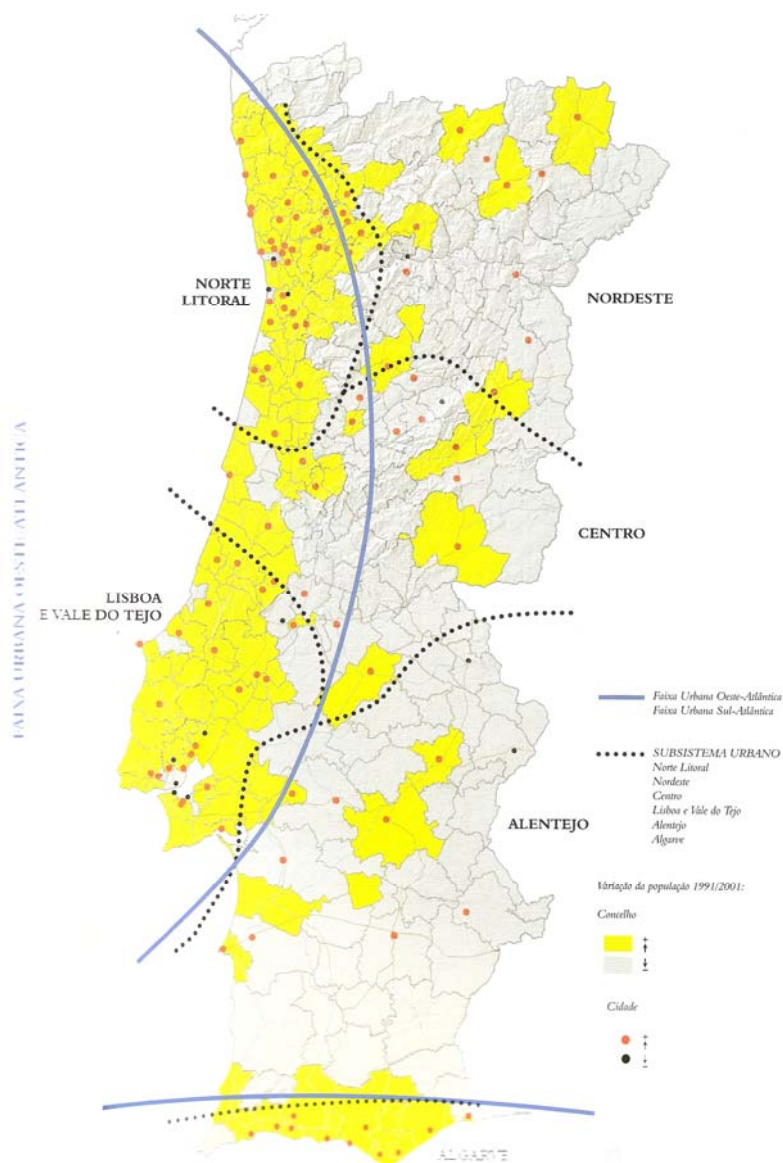 NORTE
LITORAL
NORDESTE
FAIXA URBANA OESTE-ATLÂNTICA
CENTRO
LISBOA
E VALE DO TEJO
Faixa Urbana Oeste-Atlântica
Faixa Urbana Sul-Atlântica
SUBSISTEMA URBANO
Norte Litoral
Nordeste
Centro
Lisboa e Vale do Tejo
Alentejo
Algarve
ALENTEJO
Variação da população 1991/2001:
Concelho
+
-
Cidade
+
-
ALGARVE